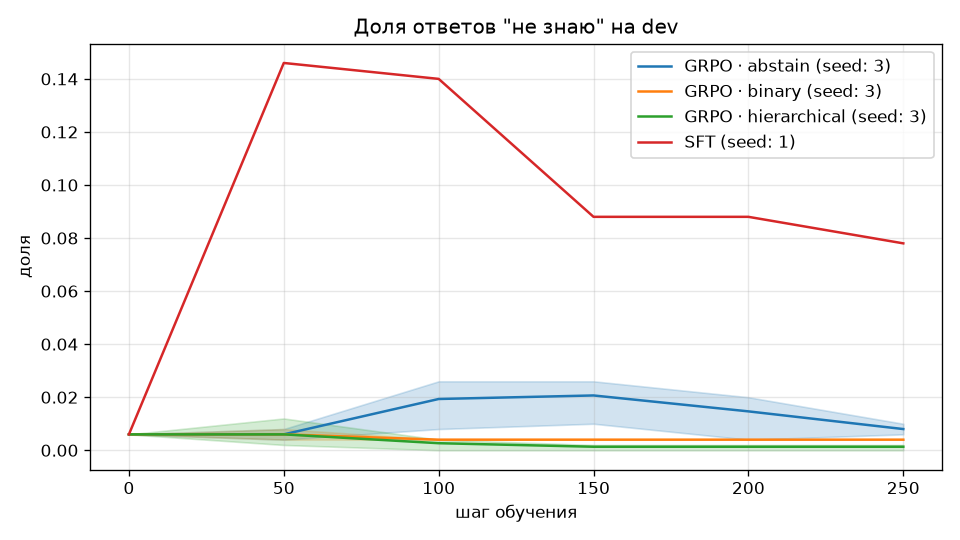 Доля ответов "не знаю" на dev
GRPO · abstain (seed: 3)
GRPO · binary (seed: 3)
GRPO · hierarchical (seed: 3)
SFT (seed: 1)
доля
0.14
0.12
0.10
0.08
0.06
0.04
0.02
0.00
0 50 100 150 200 250
шаг обучения